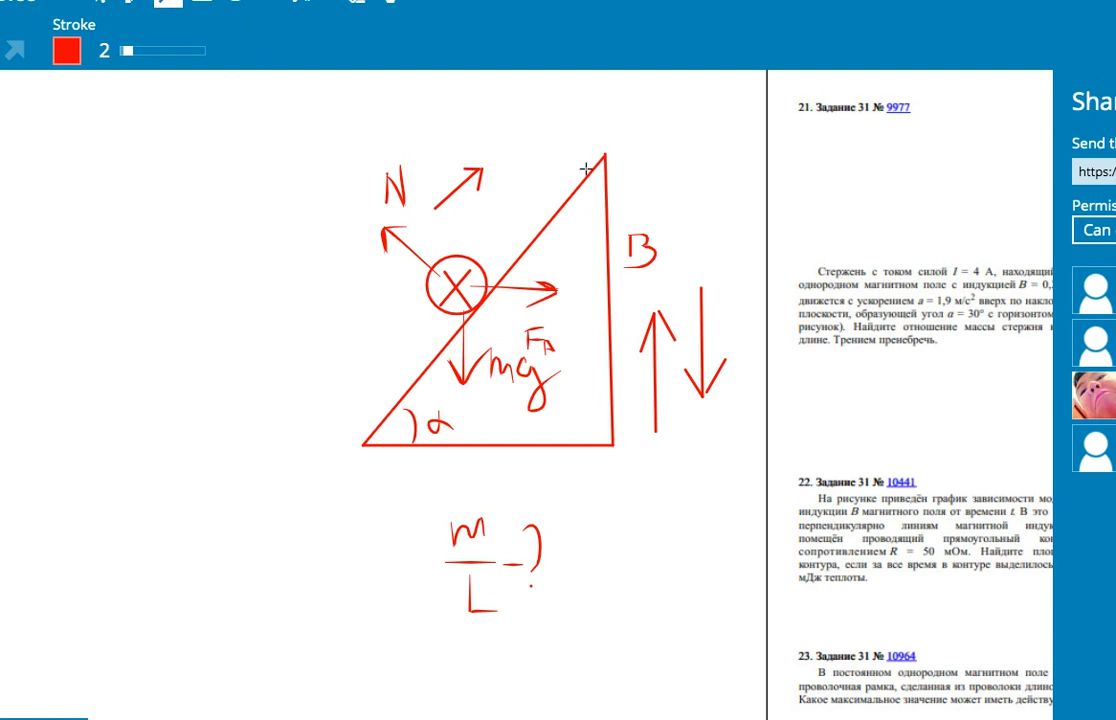 Stroke
2
N
B
F
mg
α
m
L
-?
21. Задание 31 № 9977
Стержень с током силой I = 4 А, находящи
однородном магнитном поле с индукцией B = 0,
движется с ускорением a = 1,9 м/с² вверх по накло
плоскости, образующей угол α = 30° с горизонтом
рисунок). Найдите отношение массы стержня
длине. Трением пренебречь.
22. Задание 31 № 10441
На рисунке приведён график зависимости мо
индукции B магнитного поля от времени t. В это
перпендикулярно линиям магнитной инду
помещён проводящий прямоугольный ко
сопротивлением R = 50 мОм. Найдите пло
контура, если за все время в контуре выделилось
мДж теплоты.
23. Задание 31 № 10964
В постоянном однородном магнитном поле
проволочная рамка, сделанная из проволоки длино
Какое максимальное значение может иметь действу
Shar
Send th
https:/
Permis
Can